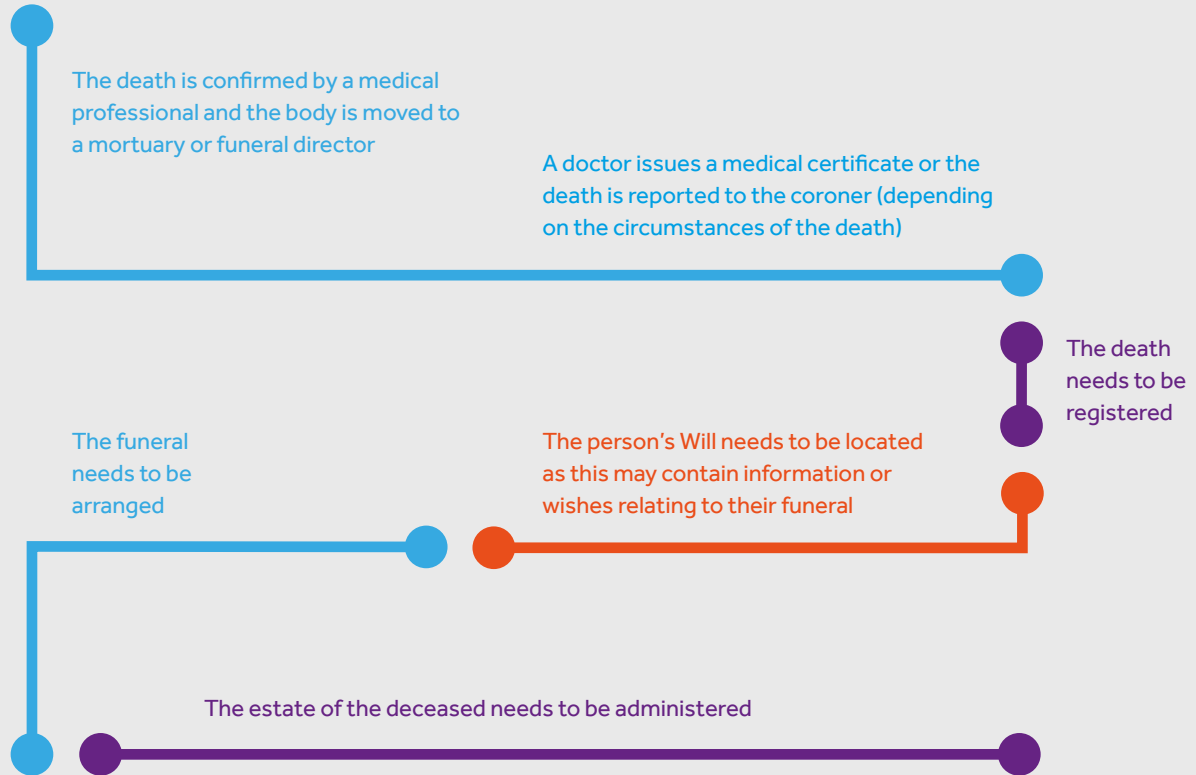 The death is confirmed by a medical
professional and the body is moved to
a mortuary or funeral director
A doctor issues a medical certificate or the
death is reported to the coroner (depending
on the circumstances of the death)
The death
needs to be
registered
The person's Will needs to be located
as this may contain information or
wishes relating to their funeral
The funeral
needs to be
arranged
The estate of the deceased needs to be administered